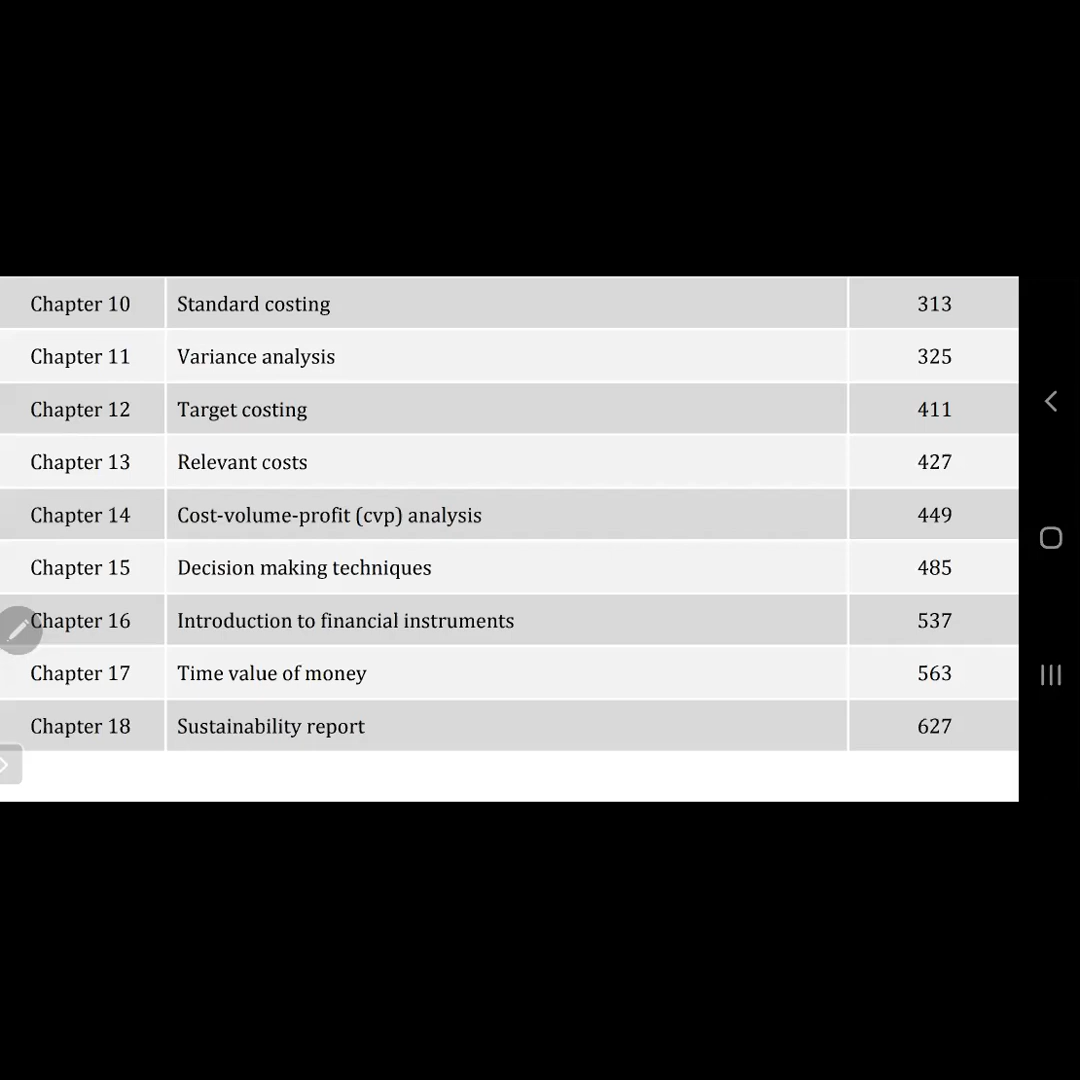 Chapter 10 Standard costing 313
Chapter 11 Variance analysis 325
Chapter 12 Target costing 411
Chapter 13 Relevant costs 427
Chapter 14 Cost-volume-profit (cvp) analysis 449
Chapter 15 Decision making techniques 485
Chapter 16 Introduction to financial instruments 537
Chapter 17 Time value of money 563
Chapter 18 Sustainability report 627